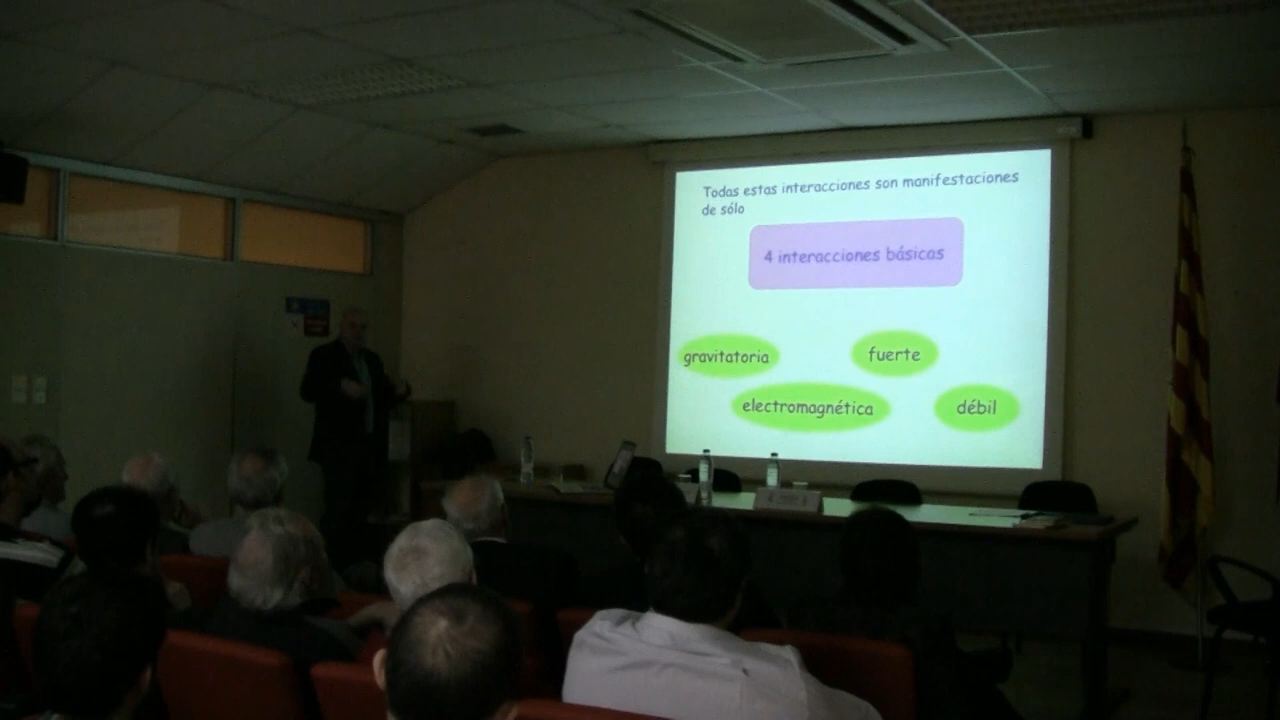 Todas estas interacciones son manifestaciones
de sólo
4 interacciones básicas
gravitatoria
fuerte
electromagnética
débil